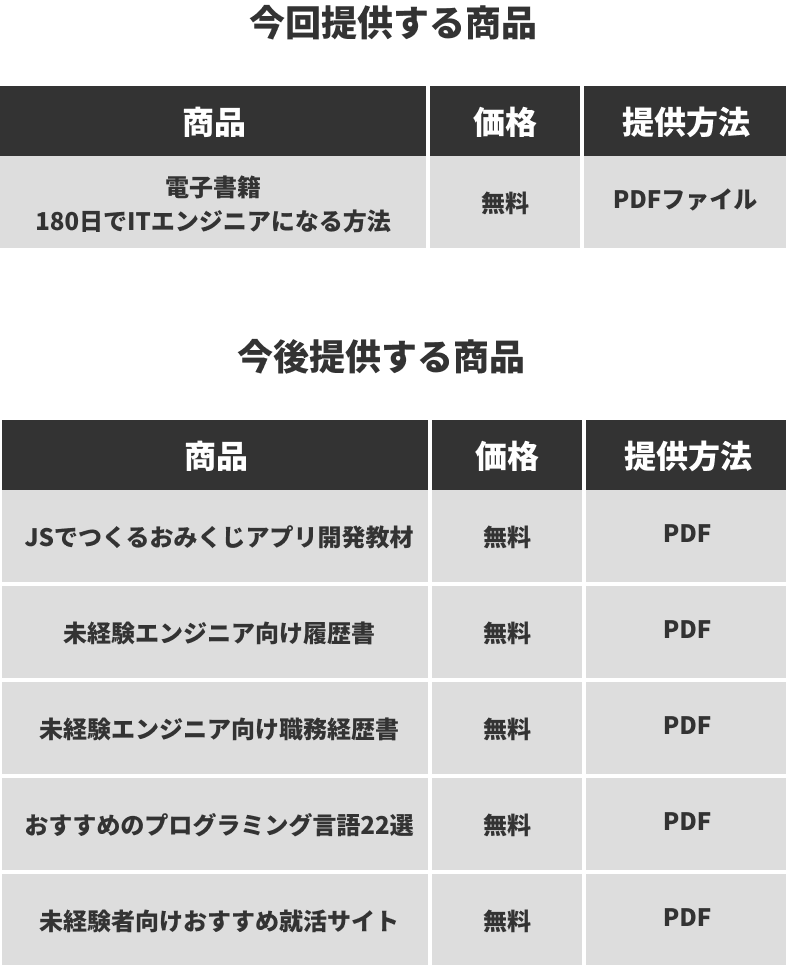 今回提供する商品
商品 価格 提供方法
電子書籍
180日でITエンジニアになる方法 無料 PDFファイル
今後提供する商品
商品 価格 提供方法
JSでつくるおみくじアプリ開発教材 無料 PDF
未経験エンジニア向け履歴書 無料 PDF
未経験エンジニア向け職務経歴書 無料 PDF
おすすめのプログラミング言語22選 無料 PDF
未経験者向けおすすめ就活サイト 無料 PDF